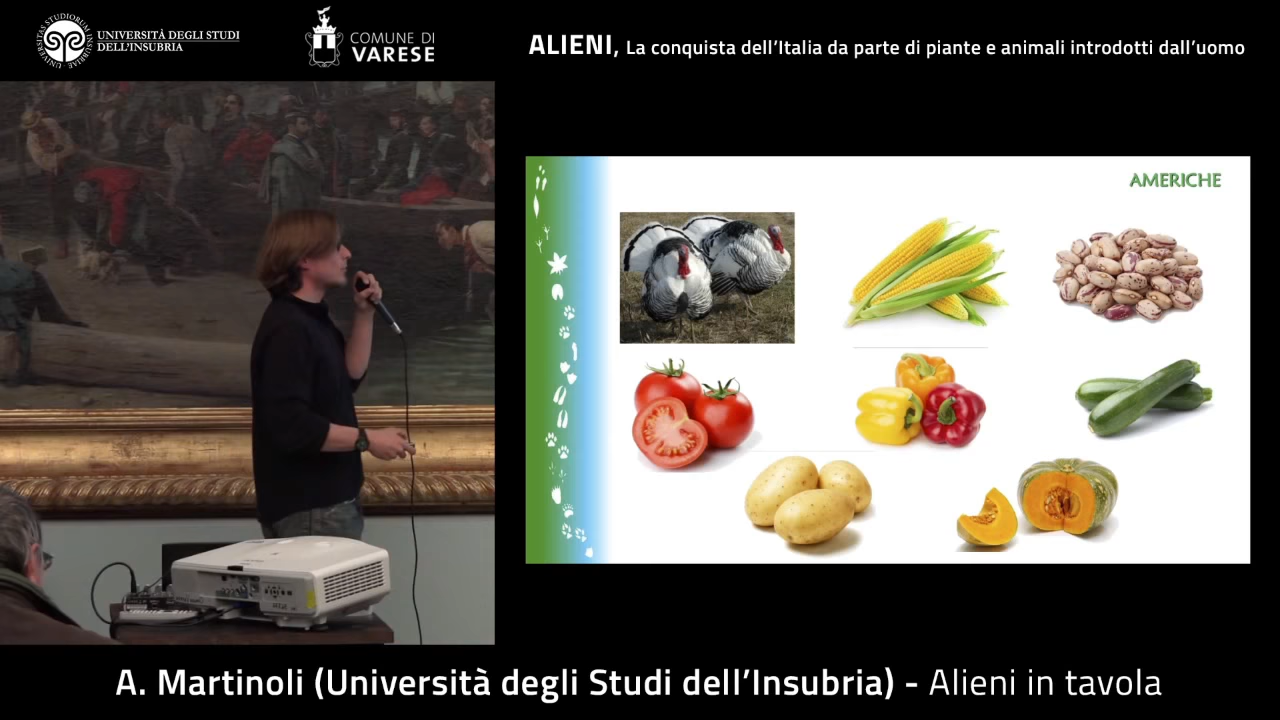 UNIVERSITÀ DEGLI STUDI
DELL'INSUBRIA
COMUNE DI
VARESE
ALIENI, La conquista dell'Italia da parte di piante e animali introdotti dall'uomo
AMERICHE
A. Martinoli (Università degli Studi dell'Insubria) - Alieni in tavola